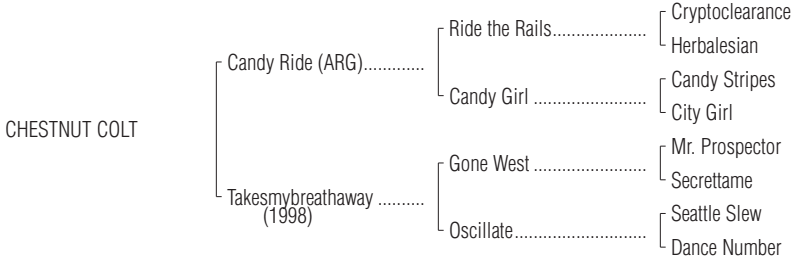 Cryptoclearance
Ride the Rails.....................
Herbalesian
Candy Ride (ARG).............
Candy Stripes
Candy Girl .........................
City Girl
CHESTNUT COLT
Mr. Prospector
Gone West .........................
Secrettame
Takesmybreathaway ..........
(1998)
Seattle Slew
Oscillate.............................
Dance Number